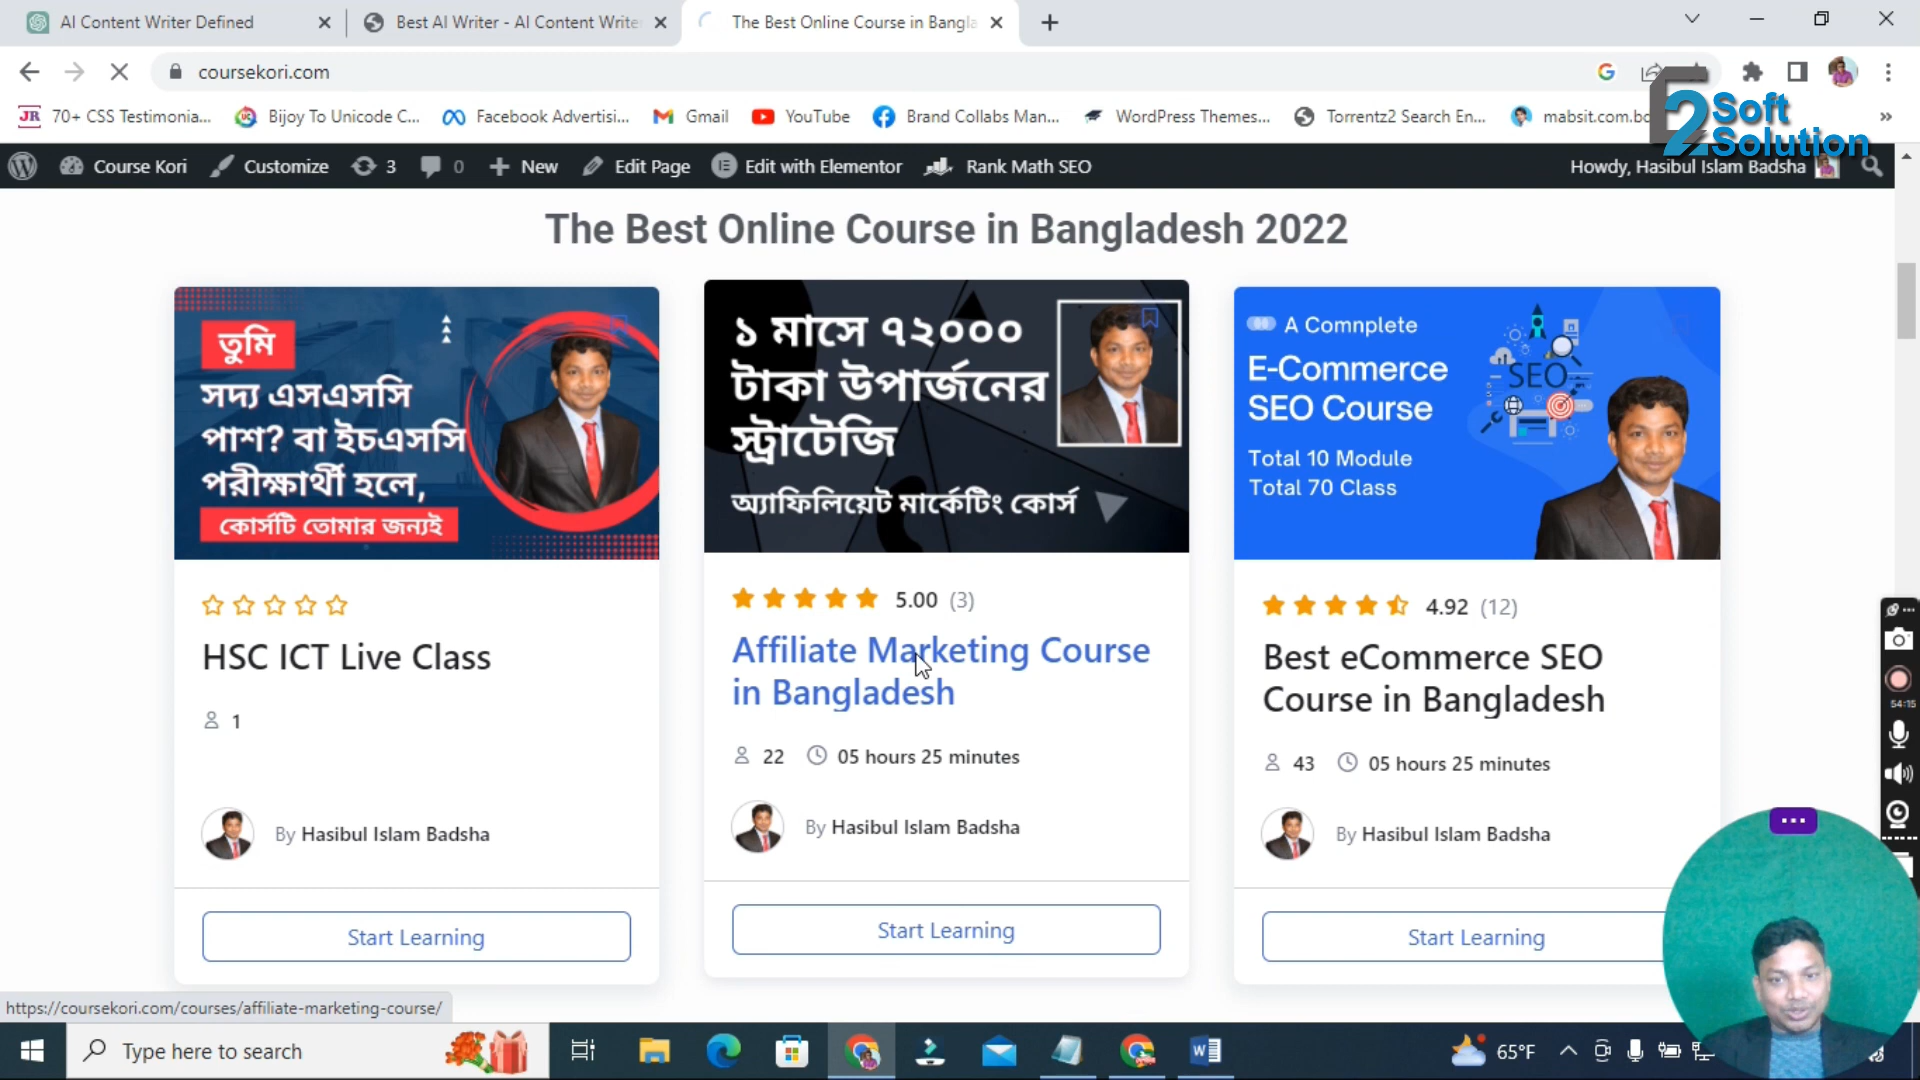 AI Content Writer Defined
Best AI Writer - AI Content Write
The Best Online Course in Bangla
coursekori.com
70+ CSS Testimonia...
Bijoy To Unicode C...
Facebook Advertisi...
Gmail
YouTube
Brand Collabs Man...
WordPress Themes...
Torrentz2 Search En...
mabsit.com.bd
»
2 Soft
Solution
Course Kori
Customize
3
0
New
Edit Page
Edit with Elementor
Rank Math SEO
Howdy, Hasibul Islam Badsha
The Best Online Course in Bangladesh 2022
তুমি
সদ্য এসএসসি
পাশ? বা ইচএসসি
পরীক্ষার্থী হলে,
কোর্সটি তোমার জন্যই
HSC ICT Live Class
1
By Hasibul Islam Badsha
Start Learning
১ মাসে ৭২০০০
টাকা উপার্জনের
স্ট্রাটেজি
অ্যাফিলিয়েট মার্কেটিং কোর্স
5.00 (3)
Affiliate Marketing Course
in Bangladesh
22 05 hours 25 minutes
By Hasibul Islam Badsha
Start Learning
A Comnplete
E-Commerce
SEO Course
Total 10 Module
Total 70 Class
SEO
4.92 (12)
Best eCommerce SEO
Course in Bangladesh
43 05 hours 25 minutes
By Hasibul Islam Badsha
Start Learning
54:15
https://coursekori.com/courses/affiliate-marketing-course/
Type here to search
65°F